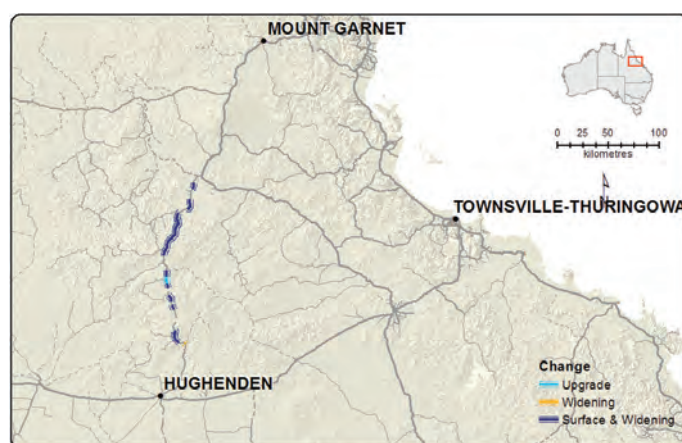 MOUNT GARNET
0 25 50 100
kilometres
TOWNSVILLE-THURINGOWA
HUGHENDEN
Change
Upgrade
Widening
Surface & Widening